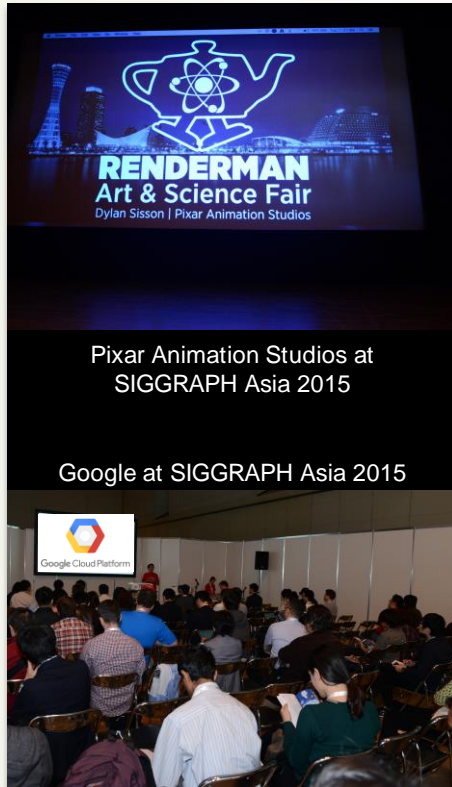 RENDERMAN
Art & Science Fair
Dylan Sisson | Pixar Animation Studios
Pixar Animation Studios at
SIGGRAPH Asia 2015
Google at SIGGRAPH Asia 2015
Google Cloud Platform